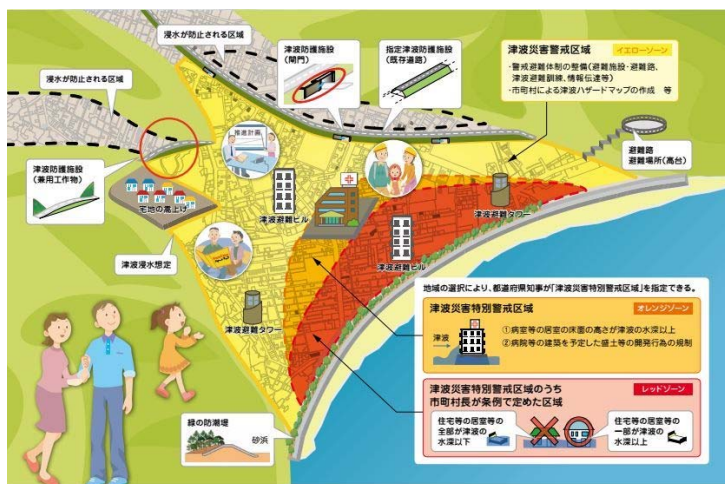 浸水が防止される区域
浸水が防止される区域
津波防護施設
(閘門)
指定津波防護施設
(既存道路)
津波災害警戒区域
イエローゾーン
・警戒避難体制の整備(避難施設・避難路、
津波避難訓練、情報伝達等)
・市町村による津波ハザードマップの作成 等
避難路
避難場所(高台)
津波防護施設
(兼用工作物)
推進計画
宅地の嵩上げ
津波避難ビル
津波避難タワー
津波避難ビル
津波浸水想定
津波避難タワー
緑の防潮堤
砂浜
地域の選択により、都道府県知事が「津波災害特別警戒区域」を指定できる。
津波災害特別警戒区域
オレンジゾーン
津波
①病室等の居室の床面の高さが津波の水深以上
②病院等の建築を予定した盛土等の開発行為の規制
津波災害特別警戒区域のうち
市町村長が条例で定めた区域
レッドゾーン
住宅等の居室等の
全部が津波の
水深以下
住宅等の居室等の
一部が津波の
水深以上